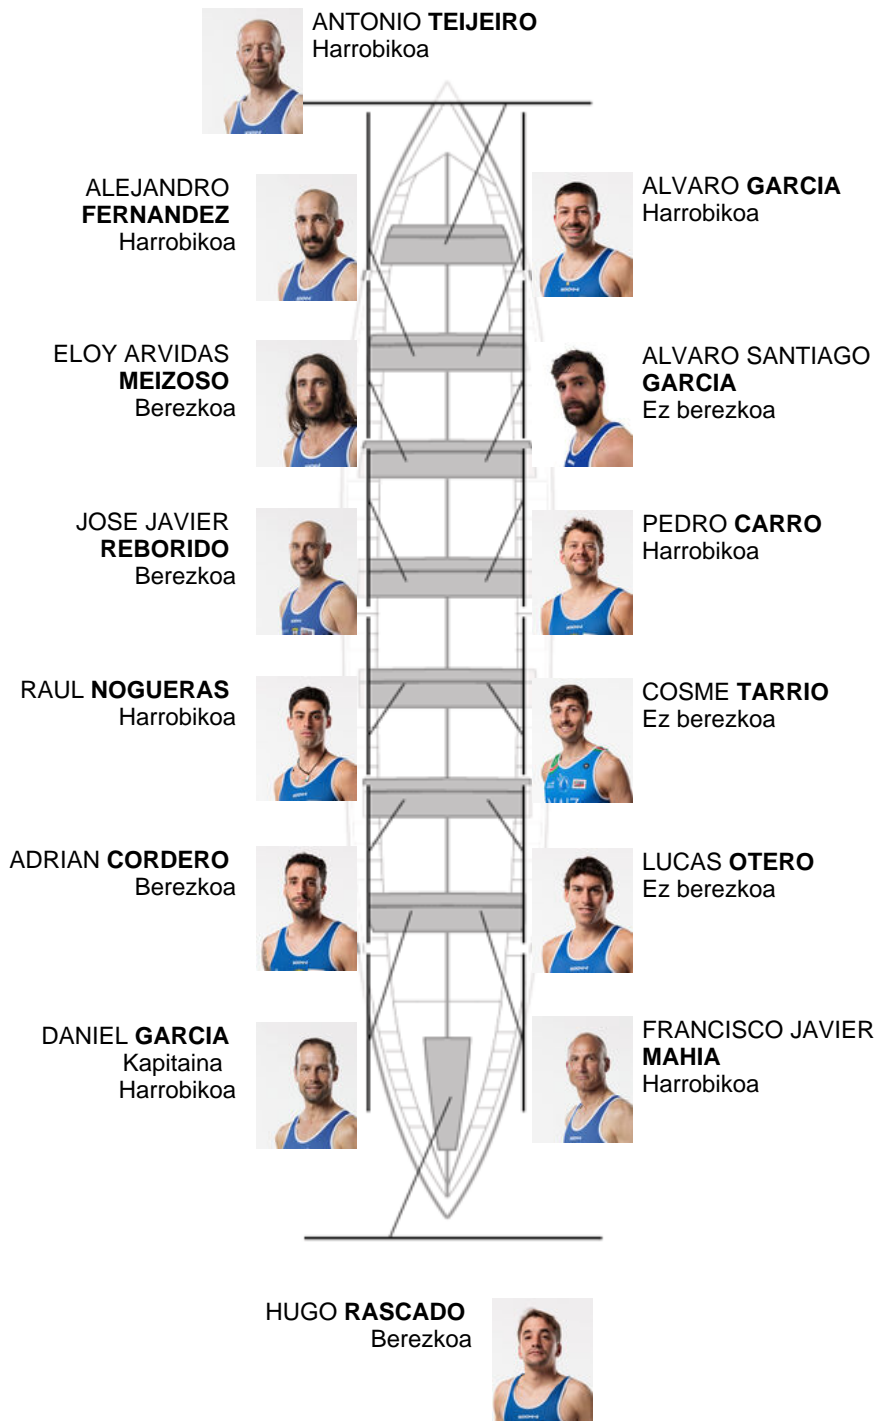 ANTONIO TEIJEIRO
Harrobikoa
ALEJANDRO
FERNANDEZ
Harrobikoa
ALVARO GARCIA
Harrobikoa
ELOY ARVIDAS
MEIZOSO
Berezkoa
ALVARO SANTIAGO
GARCIA
Ez berezkoa
JOSE JAVIER
REBORIDO
Berezkoa
PEDRO CARRO
Harrobikoa
RAUL NOGUERAS
Harrobikoa
COSME TARRIO
Ez berezkoa
ADRIAN CORDERO
Berezkoa
LUCAS OTERO
Ez berezkoa
DANIEL GARCIA
Kapitaina
Harrobikoa
FRANCISCO JAVIER
MAHIA
Harrobikoa
HUGO RASCADO
Berezkoa